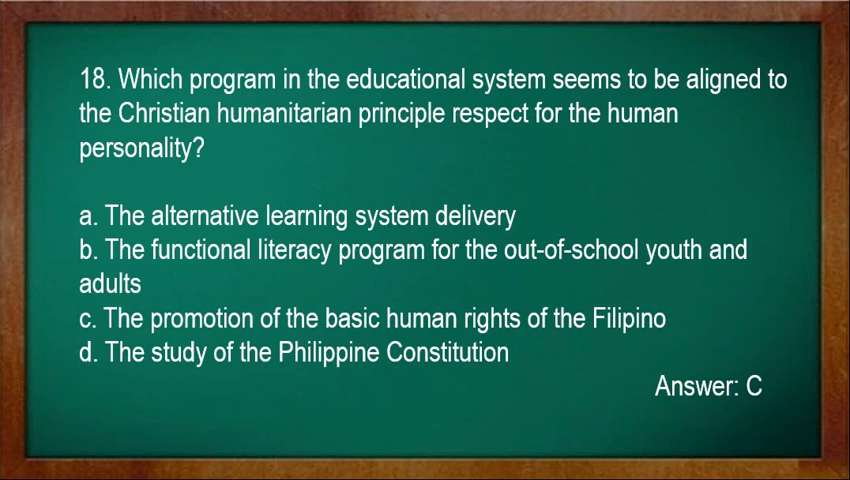 18. Which program in the educational system seems to be aligned to
the Christian humanitarian principle respect for the human
personality?
a. The alternative learning system delivery
b. The functional literacy program for the out-of-school youth and
adults
c. The promotion of the basic human rights of the Filipino
d. The study of the Philippine Constitution
Answer: C